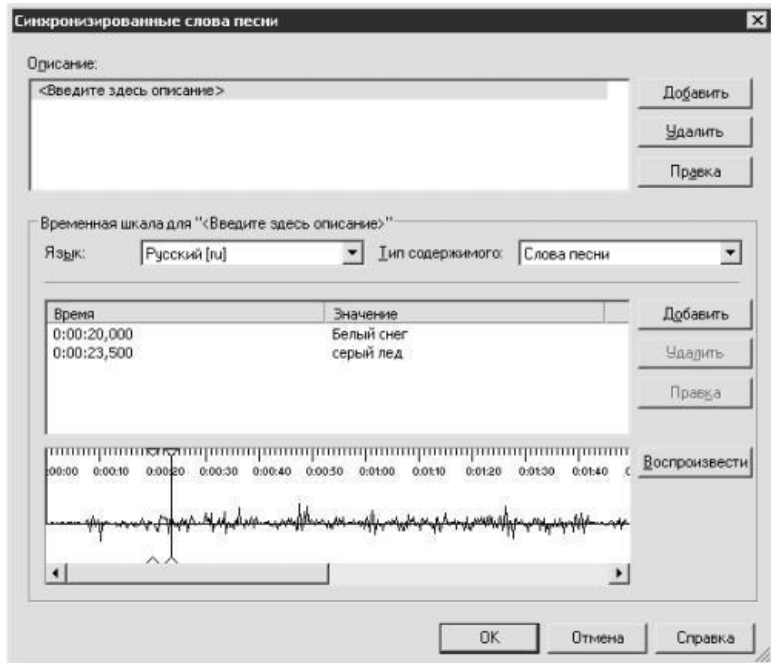 Синхронизированные слова песни
Описание:
<Введите здесь описание>
Добавить
Удалить
Правка
Временная шкала для "<Введите здесь описание>"
Язык: Русский [ru] Тип содержимого: Слова песни
Время Значение
0:00:20,000 Белый снег
0:00:23,500 серый лед
Добавить
Удалить
Правка
Воспроизвести
:00:00 0:00:10 0:00:20 0:00:30 0:00:40 0:00:50 0:01:00 0:01:10 0:01:20 0:01:30 0:01:40
OK Отмена Справка